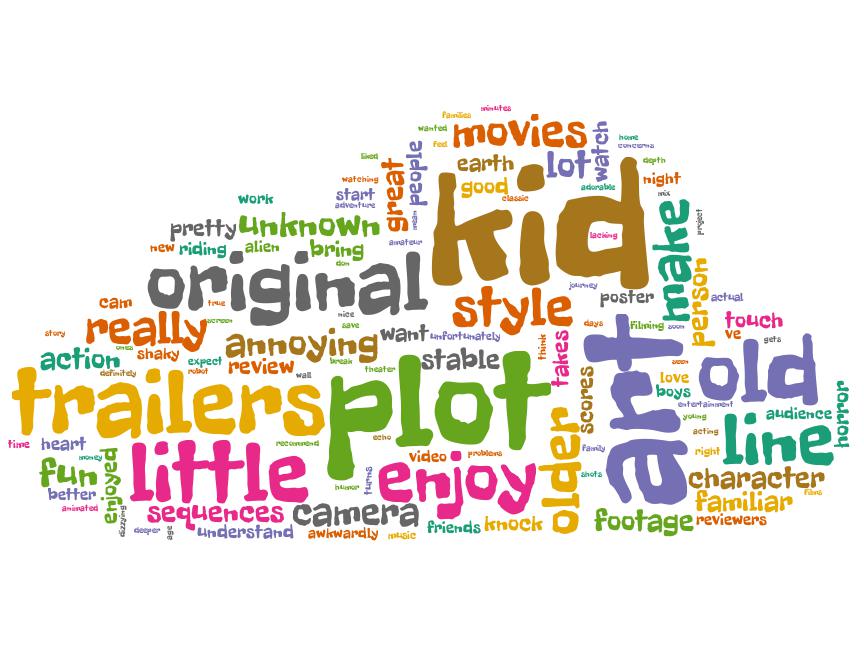 minutes
families
wanted
movies
watch
home
concerns
feel
people
liked
earth
lot
depth
watching
great
good
adorable
night
start
classic
mix
adventure
work
kid
make
project
mean
pretty
unknown
lacking
new
riding
alien
bring
amateur
don
person
original
journey
poster
actual
cam
true
style
story
really
screen
nice
save
days
filming
soon
touch
ve
gets
action
ones
shaky
annoying
want
unfortunately
think
takes
art
old
expect
robot
review
break
theater
stable
seen
love
boys
definitely
wall
trailers
plot
scores
entertainment
young
audience
horror
time
heart
recommend
echo
older
acting
line
money
fun
little
video
problems
family
right
enjoyed
better
humor
turns
enjoy
shots
character
animated
dizzying
sequences
camera
familiar
films
deeper
age
understand
awkwardly
music
friends
knock
footage
reviewers